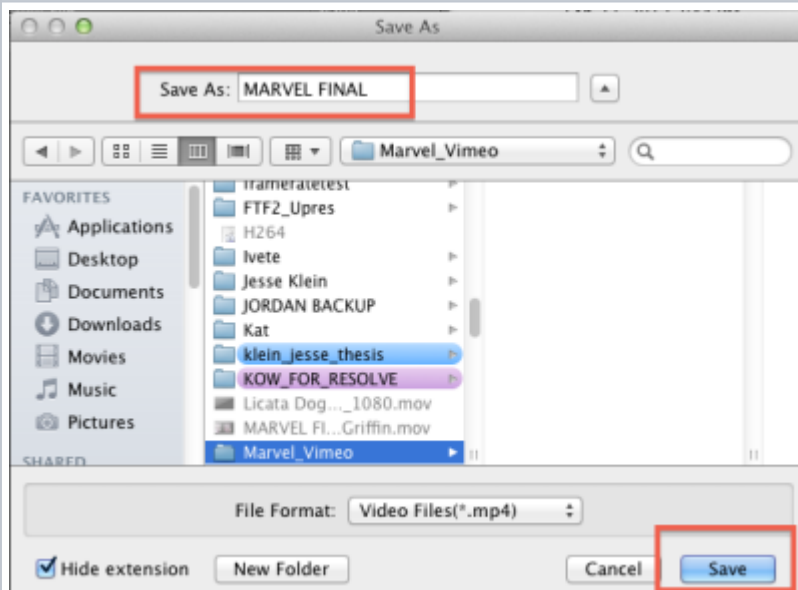 Save As
Save As: MARVEL FINAL
Marvel_Vimeo
FAVORITES
Applications
Desktop
Documents
Downloads
Movies
Music
Pictures
SHARED
frameratetest
FTF2_Upres
H264
Ivete
Jesse Klein
JORDAN BACKUP
Kat
klein_jesse_thesis
KOW_FOR_RESOLVE
Licata Dog..._1080.mov
MARVEL FI...Griffin.mov
Marvel_Vimeo
File Format: Video Files(*.mp4)
Hide extension New Folder Cancel Save